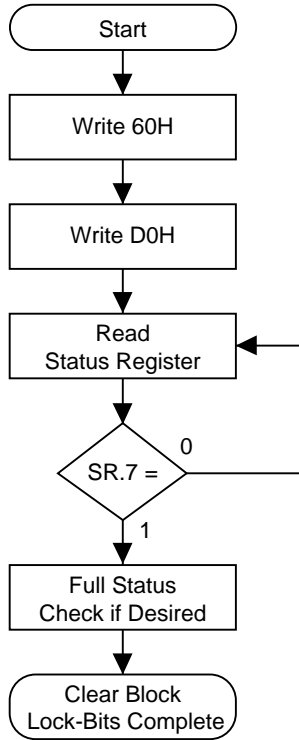 Start
Write 60H
Write D0H
Read
Status Register
0
SR.7 =
1
Full Status
Check if Desired
Clear Block
Lock-Bits Complete